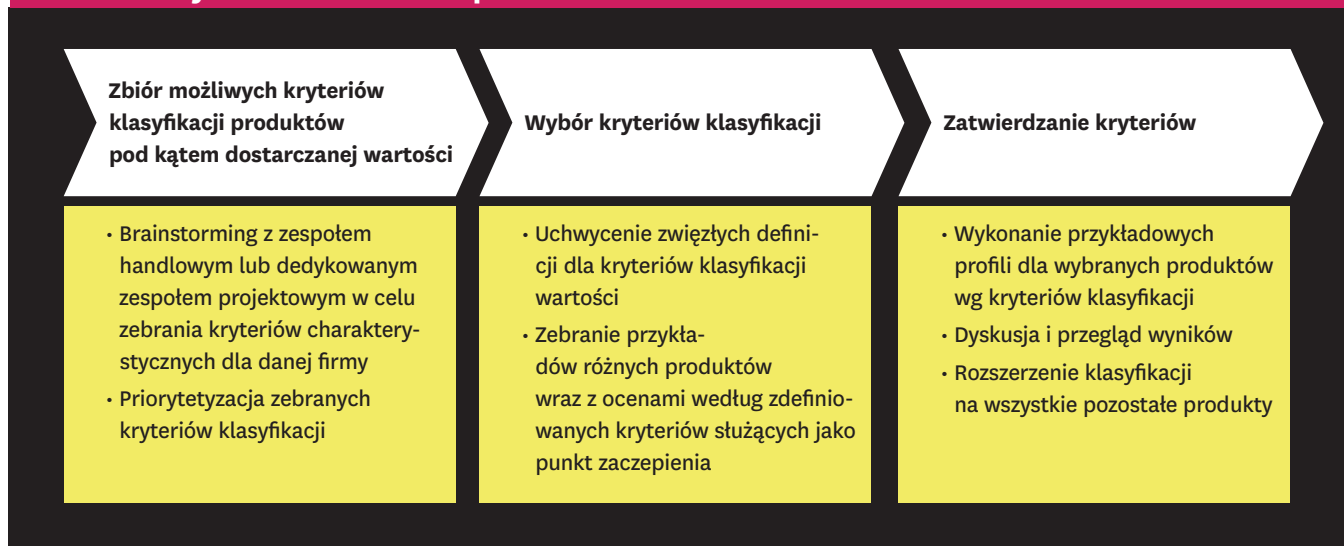 Zbiór możliwych kryteriów
klasyfikacji produktów
pod kątem dostarczanej wartości
• Brainstorming z zespołem
handlowym lub dedykowanym
zespołem projektowym w celu
zebrania kryteriów charaktery-
stycznych dla danej firmy
• Priorytetyzacja zebranych
kryteriów klasyfikacji
Wybór kryteriów klasyfikacji
• Uchwycenie zwięzłych defini-
cji dla kryteriów klasyfikacji
wartości
• Zebranie przykła-
dów różnych produktów
wraz z ocenami według zdefinio-
wanych kryteriów służących jako
punkt zaczepienia
Zatwierdzanie kryteriów
• Wykonanie przykładowych
profili dla wybranych produktów
wg kryteriów klasyfikacji
• Dyskusja i przegląd wyników
• Rozszerzenie klasyfikacji
na wszystkie pozostałe produkty